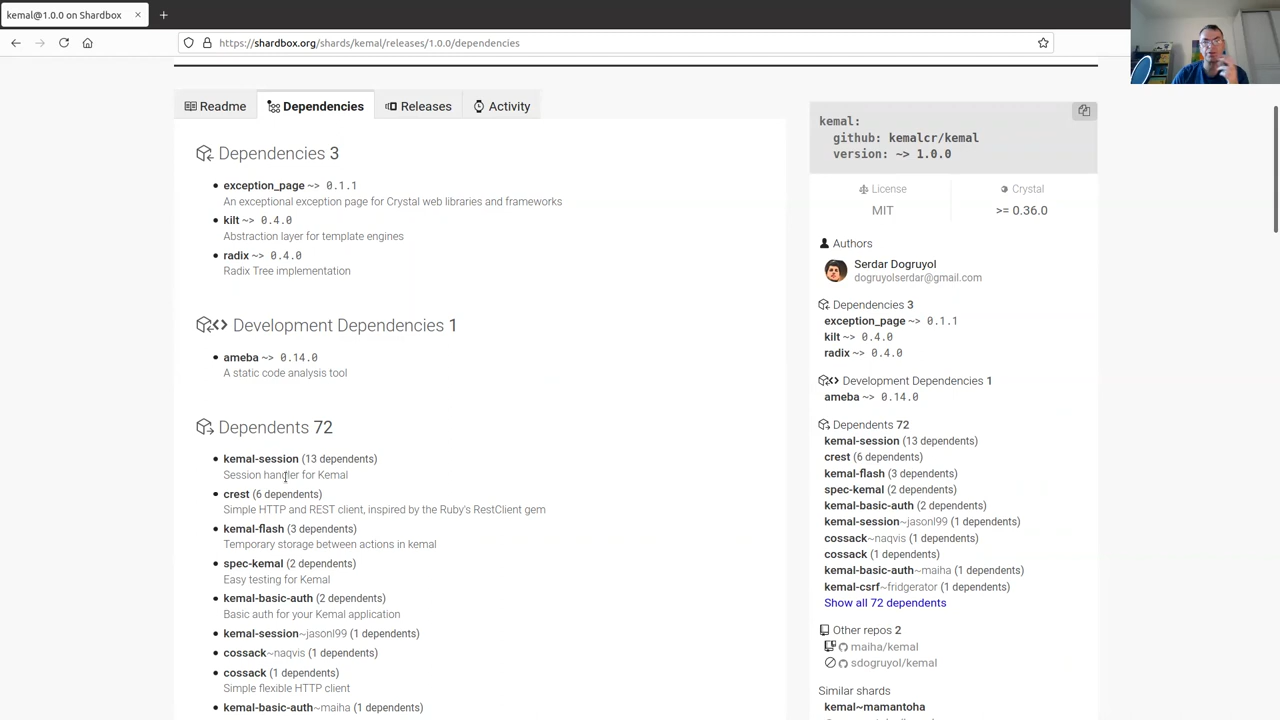 kemal@1.0.0 on Shardbox
https://shardbox.org/shards/kemal/releases/1.0.0/dependencies
Readme
Dependencies
Releases
Activity
Dependencies 3
exception_page ~> 0.1.1
An exceptional exception page for Crystal web libraries and frameworks
kilt ~> 0.4.0
Abstraction layer for template engines
radix ~> 0.4.0
Radix Tree implementation
Development Dependencies 1
ameba ~> 0.14.0
A static code analysis tool
Dependents 72
kemal-session (13 dependents)
Session handler for Kemal
crest (6 dependents)
Simple HTTP and REST client, inspired by the Ruby's RestClient gem
kemal-flash (3 dependents)
Temporary storage between actions in kemal
spec-kemal (2 dependents)
Easy testing for Kemal
kemal-basic-auth (2 dependents)
Basic auth for your Kemal application
kemal-session~jasonl99 (1 dependents)
cossack~naqvis (1 dependents)
cossack (1 dependents)
Simple flexible HTTP client
kemal-basic-auth~maiha (1 dependents)
kemal:
github: kemalcr/kemal
version: ~> 1.0.0
License
MIT
Crystal
>= 0.36.0
Authors
Serdar Dogruyol
dogruyolserdar@gmail.com
Dependencies 3
exception_page ~> 0.1.1
kilt ~> 0.4.0
radix ~> 0.4.0
Development Dependencies 1
ameba ~> 0.14.0
Dependents 72
kemal-session (13 dependents)
crest (6 dependents)
kemal-flash (3 dependents)
spec-kemal (2 dependents)
kemal-basic-auth (2 dependents)
kemal-session~jasonl99 (1 dependents)
cossack~naqvis (1 dependents)
cossack (1 dependents)
kemal-basic-auth~maiha (1 dependents)
kemal-csrf~fridgerator (1 dependents)
Show all 72 dependents
Other repos 2
maiha/kemal
sdogruyol/kemal
Similar shards
kemal~mamantoha